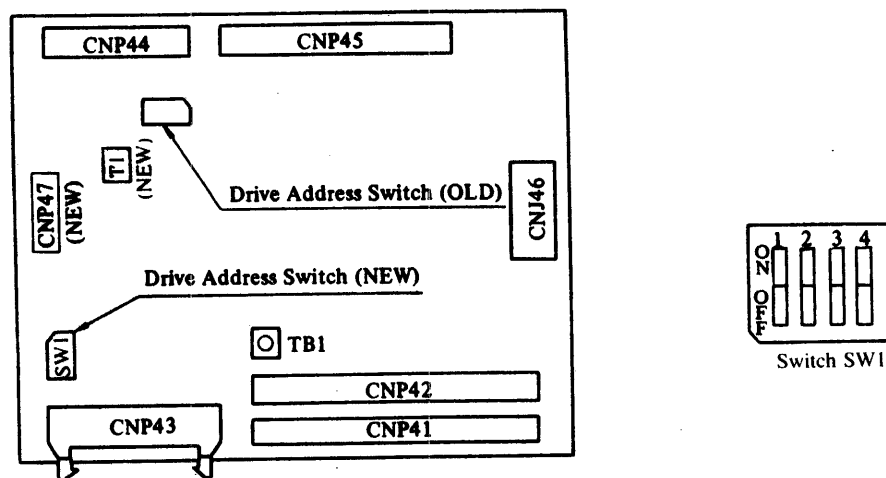 CNP44
CNP45
T1
(NEW)
CNP47
(NEW)
Drive Address Switch (OLD)
CNJ46
Drive Address Switch (NEW)
SW1
TB1
CNP42
CNP43
CNP41
1 2 3 4
ON
OFF
Switch SW1